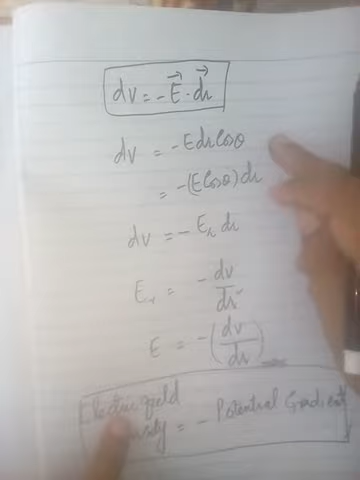 dv = -E⃗ · dr⃗
dv = -Edr Cosθ
= -(E Cosθ) dr
dv = - Eᵣ dr
Eᵣ = - dv/dr
E = -(dv/dr)
Electric field
= - Potential Gradient